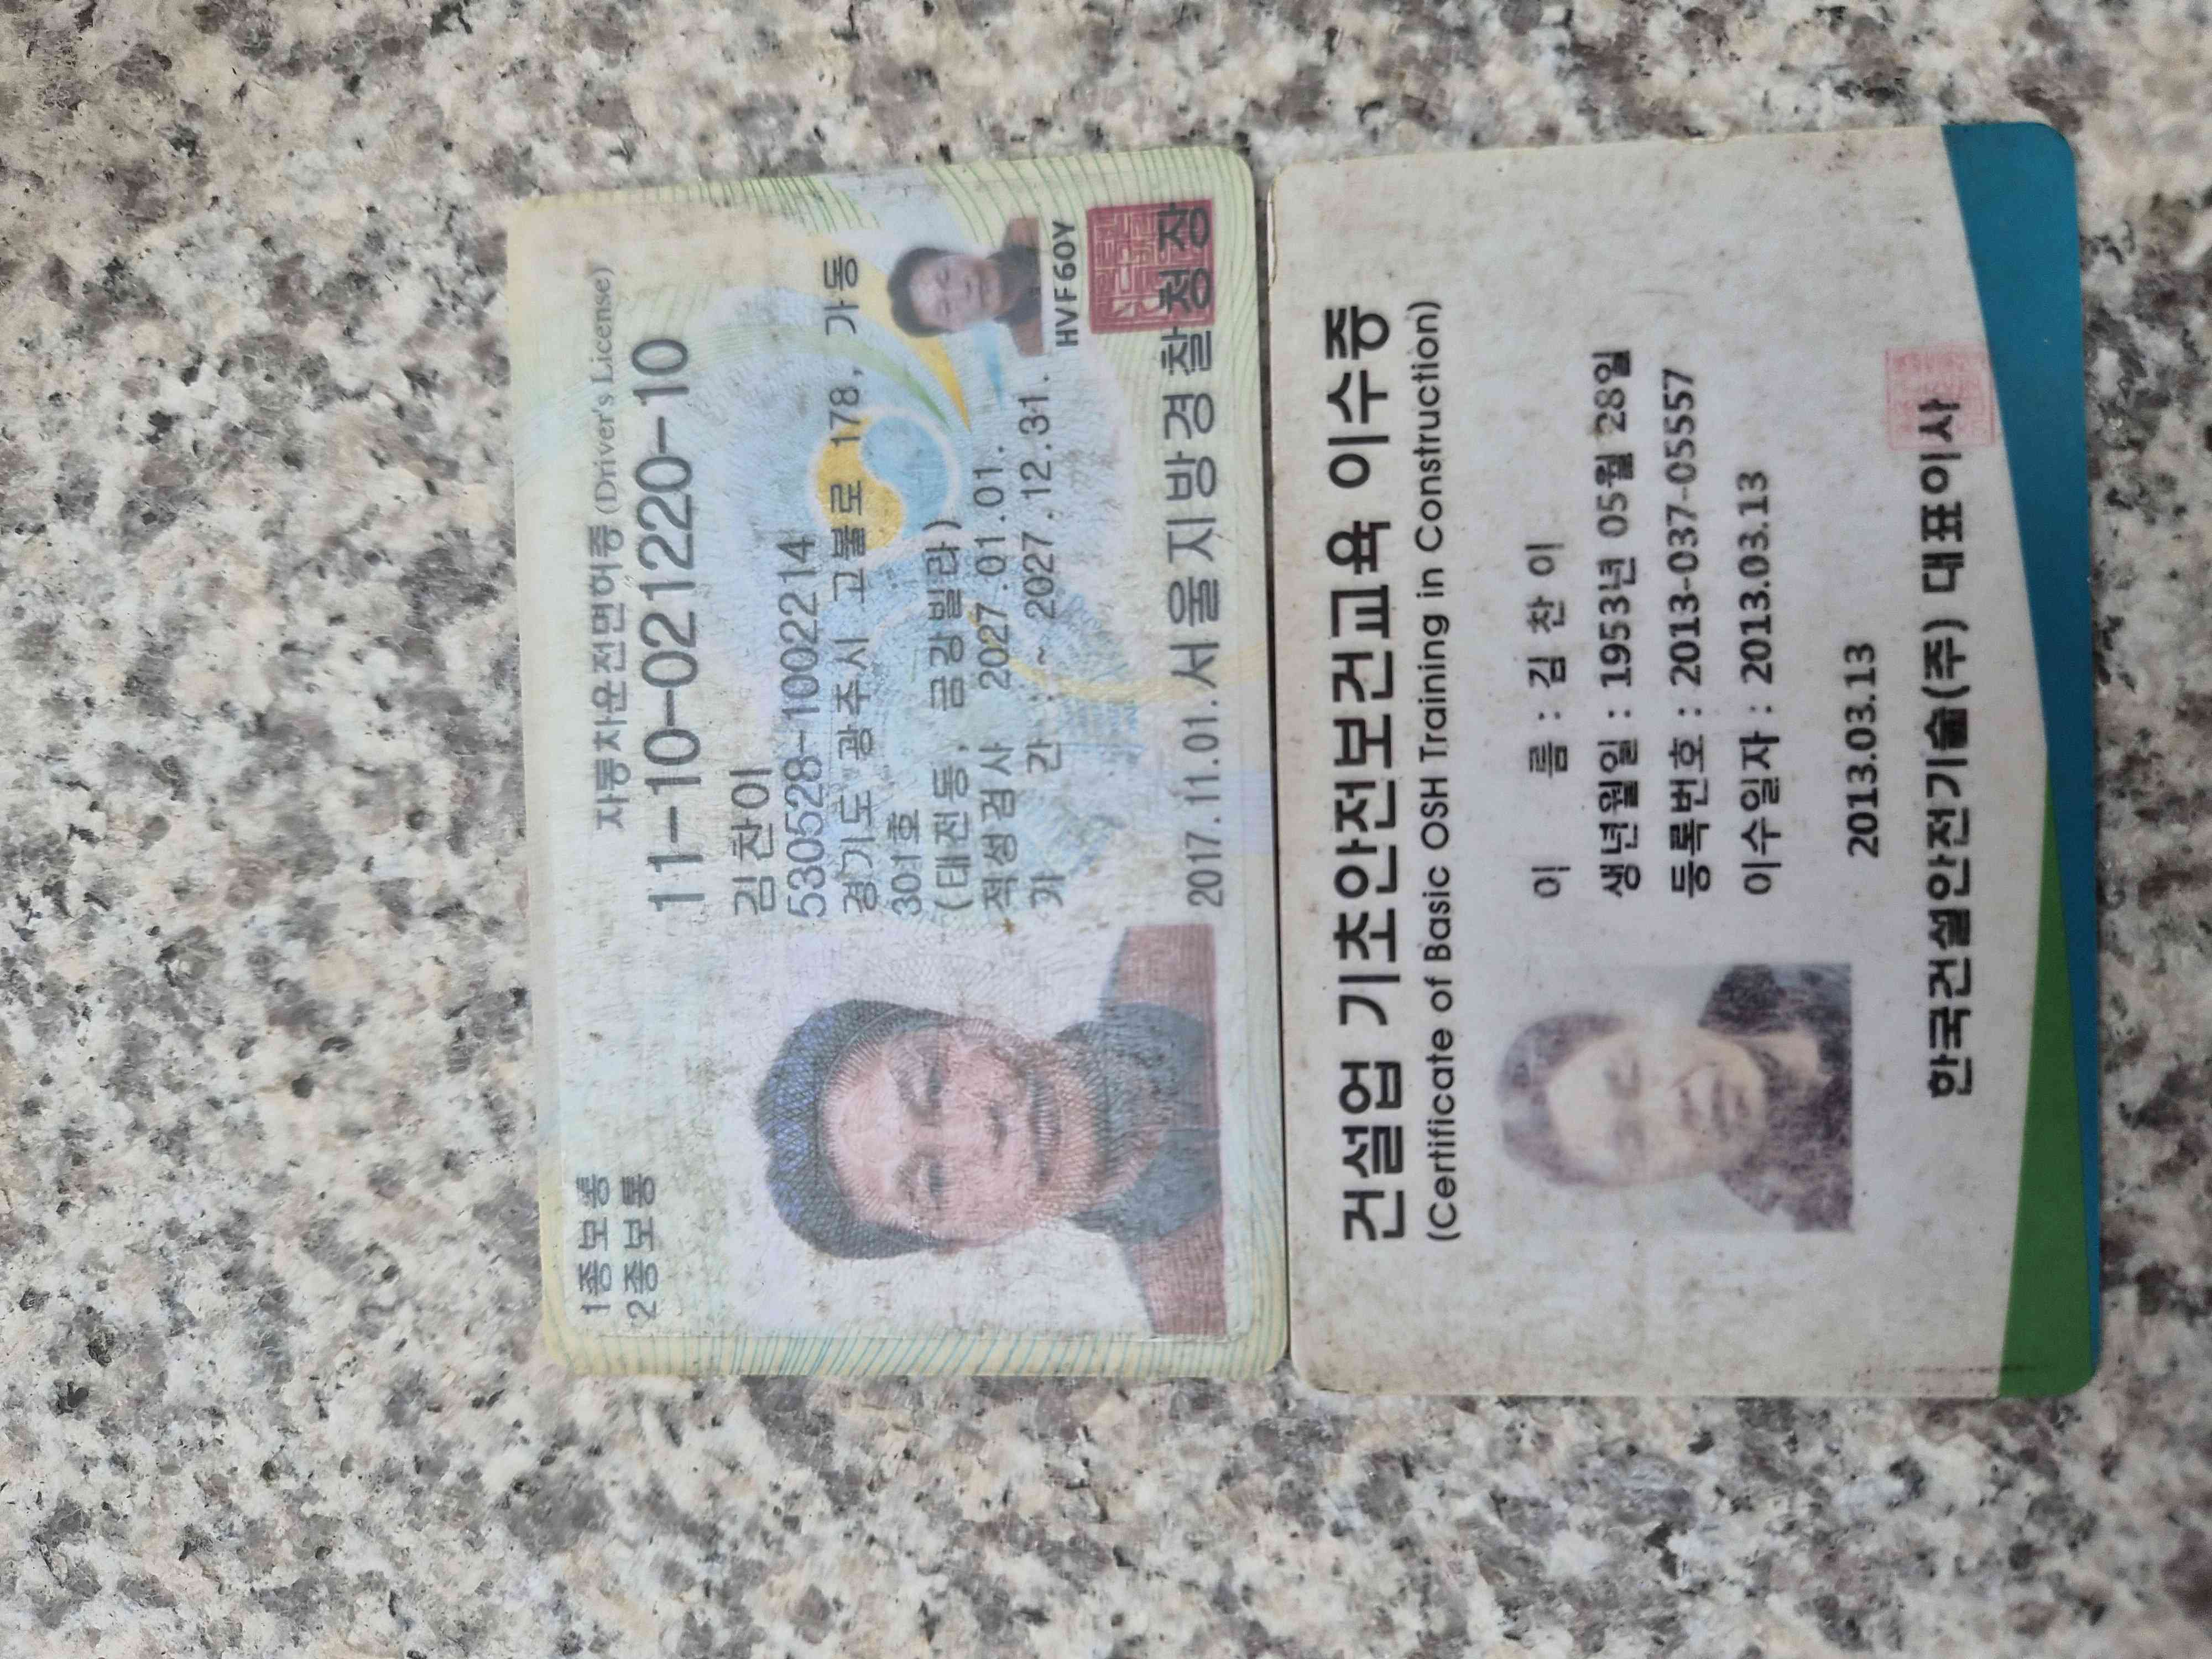 자동차운전면허증 (Driver's License)
1종보통
2종보통
11-10-021220-10
김찬이
530528-1002214
경기도 광주시 고불로 178, 가동
301호
(태전동, 금강빌라)
적성검사 2027.01.01.
기 간 : ~ 2027.12.31.
HVF60Y
2017.11.01. 서울지방경찰청장
건설업 기초안전보건교육 이수증
(Certificate of Basic OSH Training in Construction)
이 름 : 김 찬 이
생년월일 : 1953년 05월 28일
등록번호 : 2013-037-05557
이수일자 : 2013.03.13
2013.03.13
한국건설안전기술(주) 대표이사